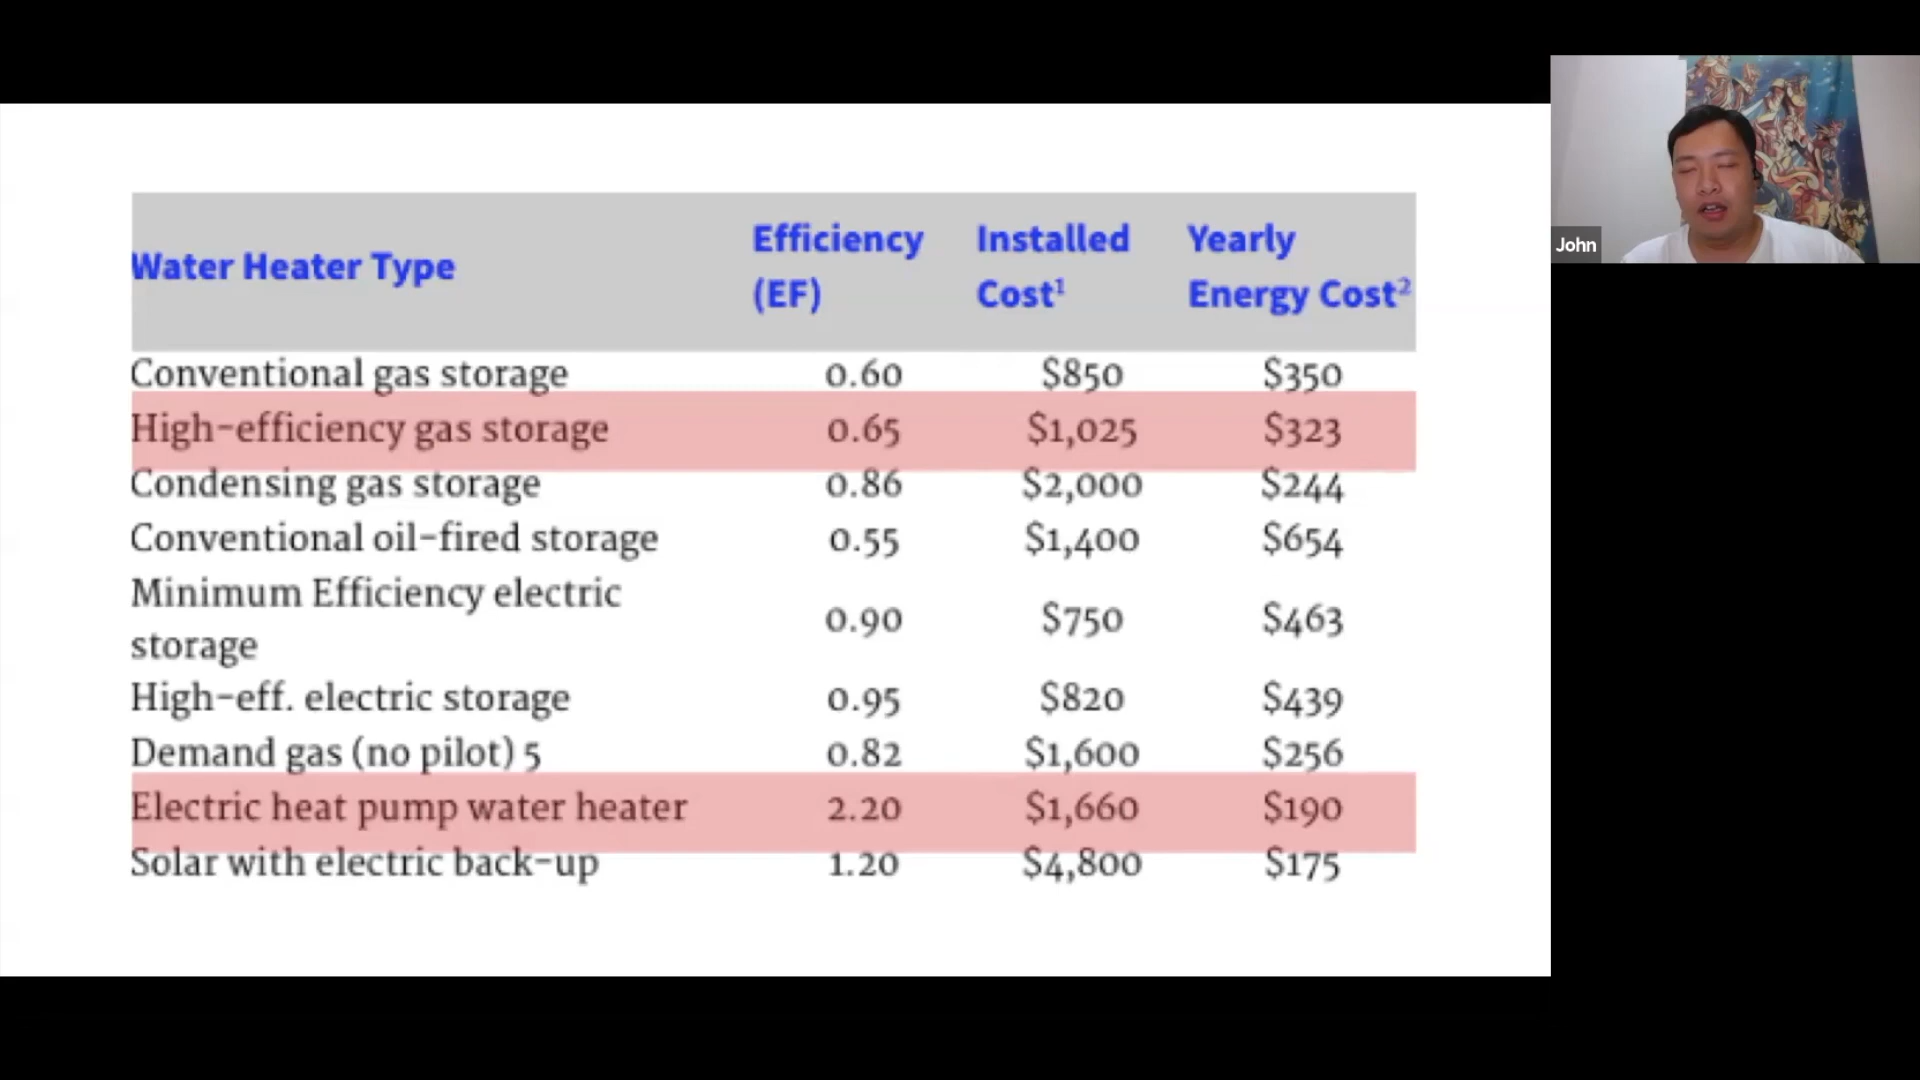 Water Heater Type Efficiency (EF) Installed Cost¹ Yearly Energy Cost²
Conventional gas storage 0.60 $850 $350
High-efficiency gas storage 0.65 $1,025 $323
Condensing gas storage 0.86 $2,000 $244
Conventional oil-fired storage 0.55 $1,400 $654
Minimum Efficiency electric storage 0.90 $750 $463
High-eff. electric storage 0.95 $820 $439
Demand gas (no pilot) 5 0.82 $1,600 $256
Electric heat pump water heater 2.20 $1,660 $190
Solar with electric back-up 1.20 $4,800 $175
John